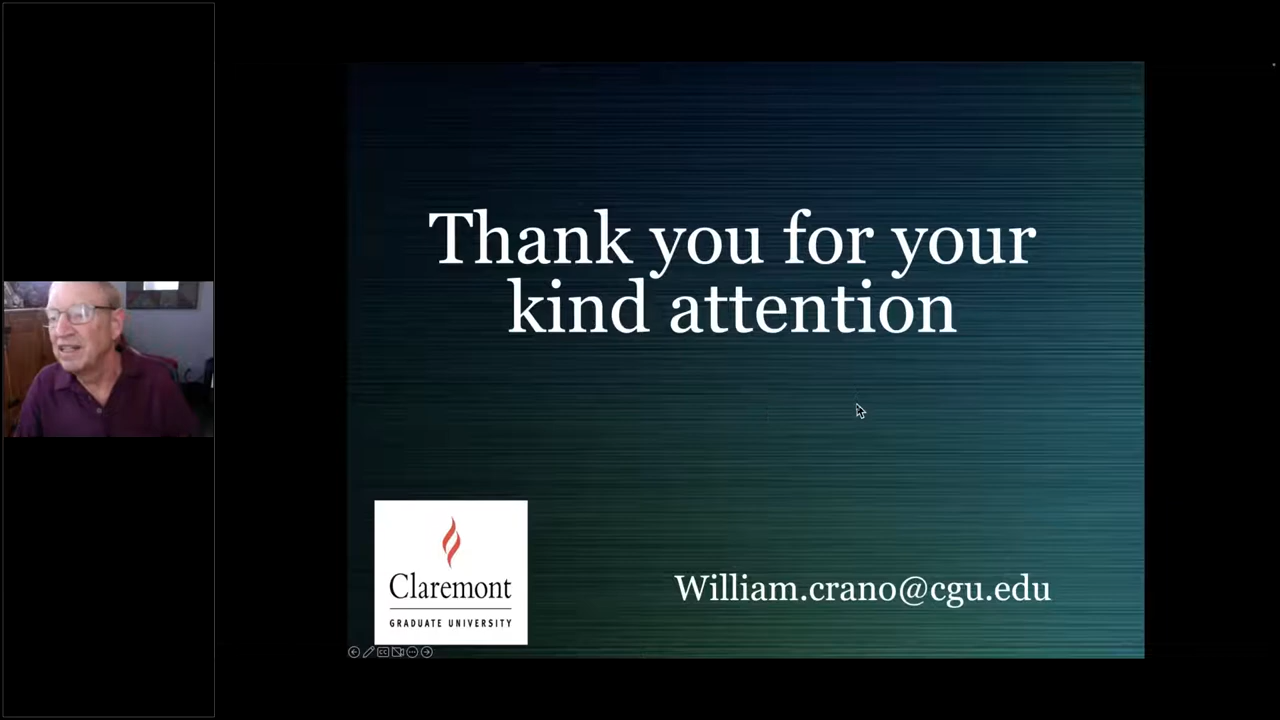 Thank you for your
kind attention
Claremont
GRADUATE UNIVERSITY
William.crano@cgu.edu